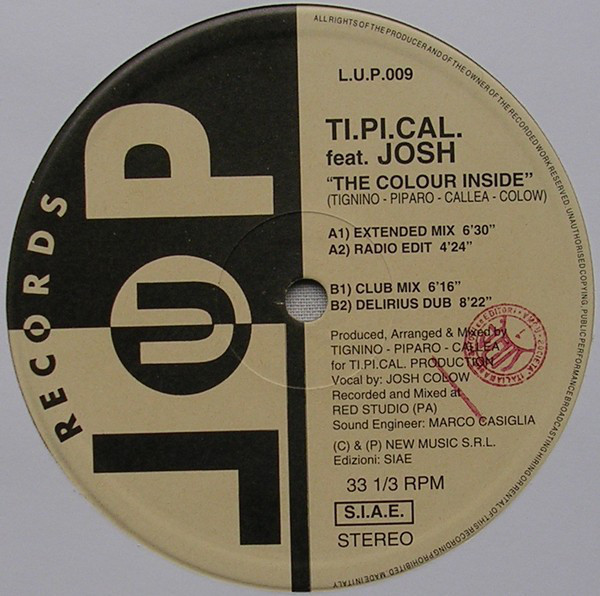 ALL RIGHTS OF THE PRODUCER AND OF THE OWNER OF THE RECORDED WORK RESERVED. UNAUTHORISED COPYING, PUBLIC PERFORMANCE BROADCASTING HIRING OR RENTAL OF THIS RECORDING PROHIBITED. MADE IN ITALY
LUP
RECORDS
L.U.P.009
TI.PI.CAL.
feat. JOSH
"THE COLOUR INSIDE"
(TIGNINO - PIPARO - CALLEA - COLOW)
A1) EXTENDED MIX 6'30"
A2) RADIO EDIT 4'24"
B1) CLUB MIX 6'16"
B2) DELIRIUS DUB 8'22"
Produced, Arranged & Mixed by
TIGNINO - PIPARO - CALLEA
for TI.PI.CAL. PRODUCTION
Vocal by: JOSH COLOW
Recorded and Mixed at
RED STUDIO (PA)
Sound Engineer: MARCO CASIGLIA
(C) & (P) NEW MUSIC S.R.L.
Edizioni: SIAE
33 1/3 RPM
S.I.A.E.
STEREO